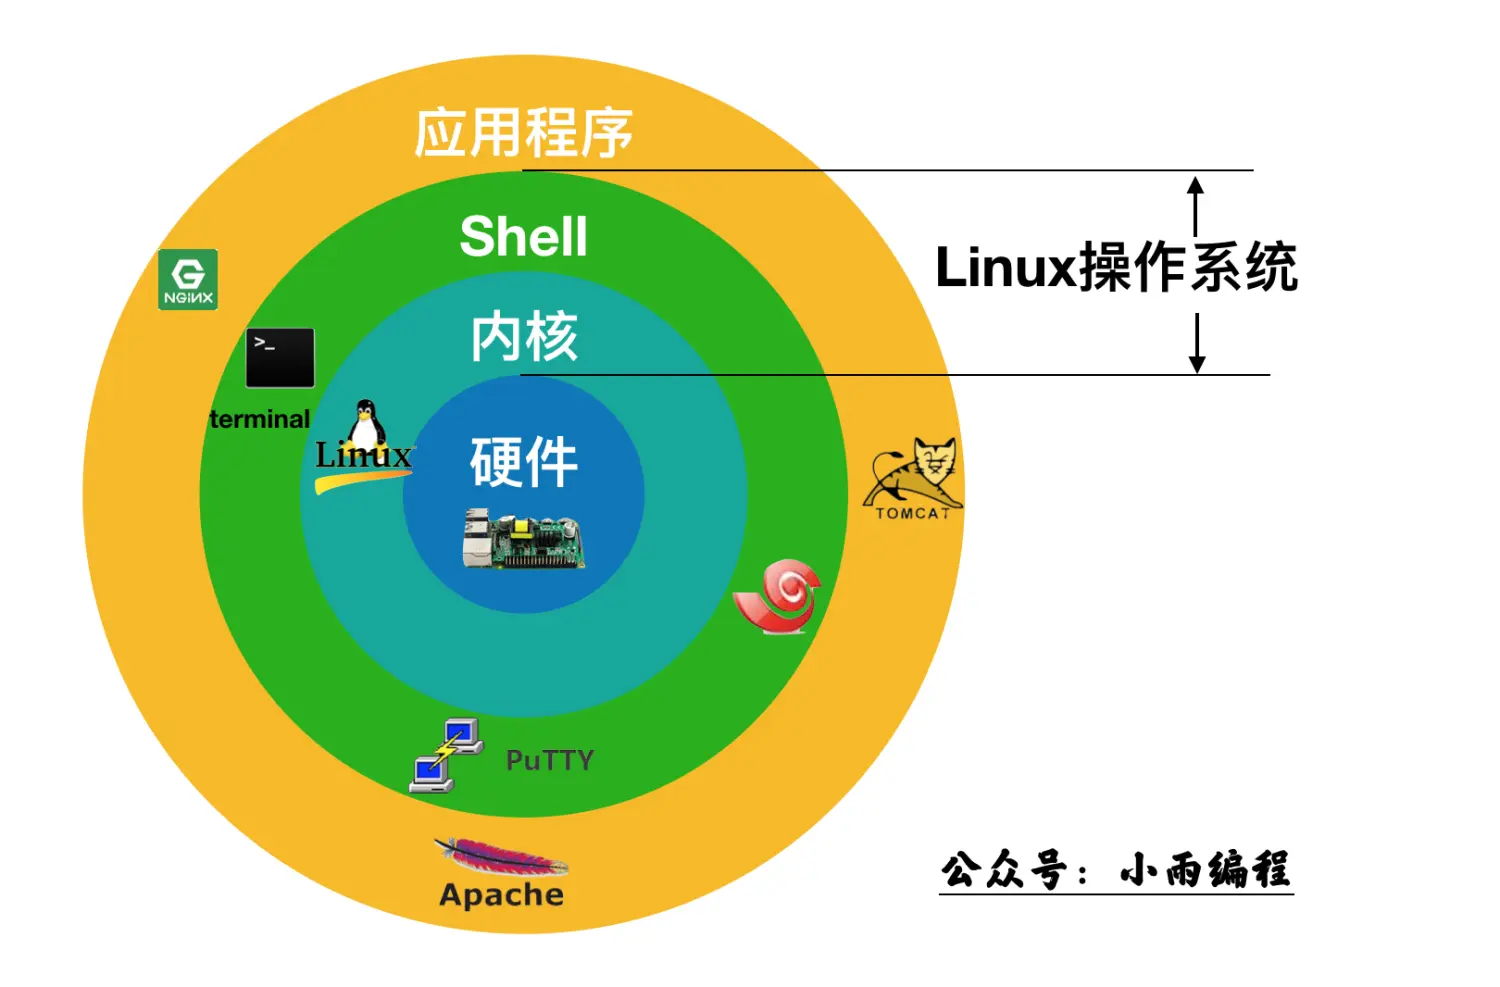 应用程序
Shell
Linux操作系统
NGiNX
内核
>_
terminal
Linux
硬件
TOMCAT
PuTTY
Apache
公众号：小雨编程